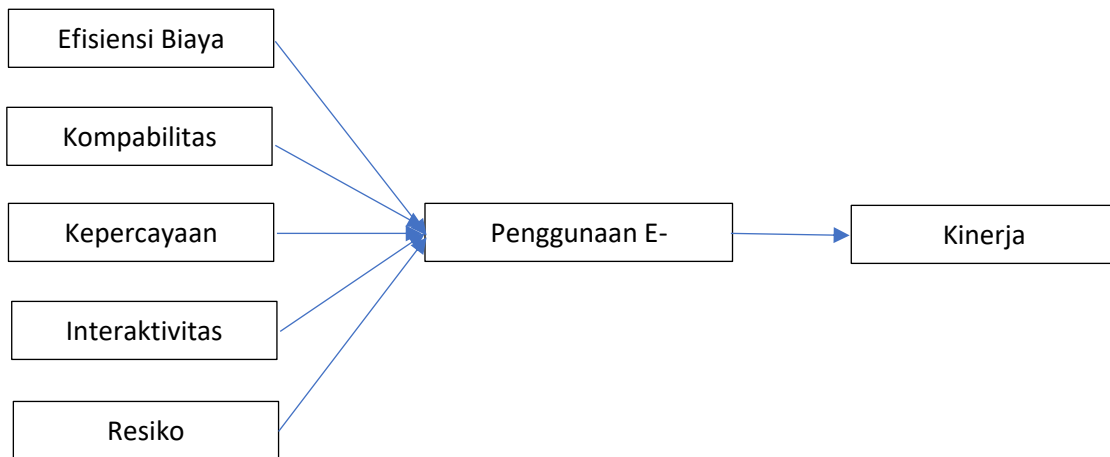 Efisiensi Biaya
Kompabilitas
Kepercayaan
Interaktivitas
Resiko
Penggunaan E-
Kinerja